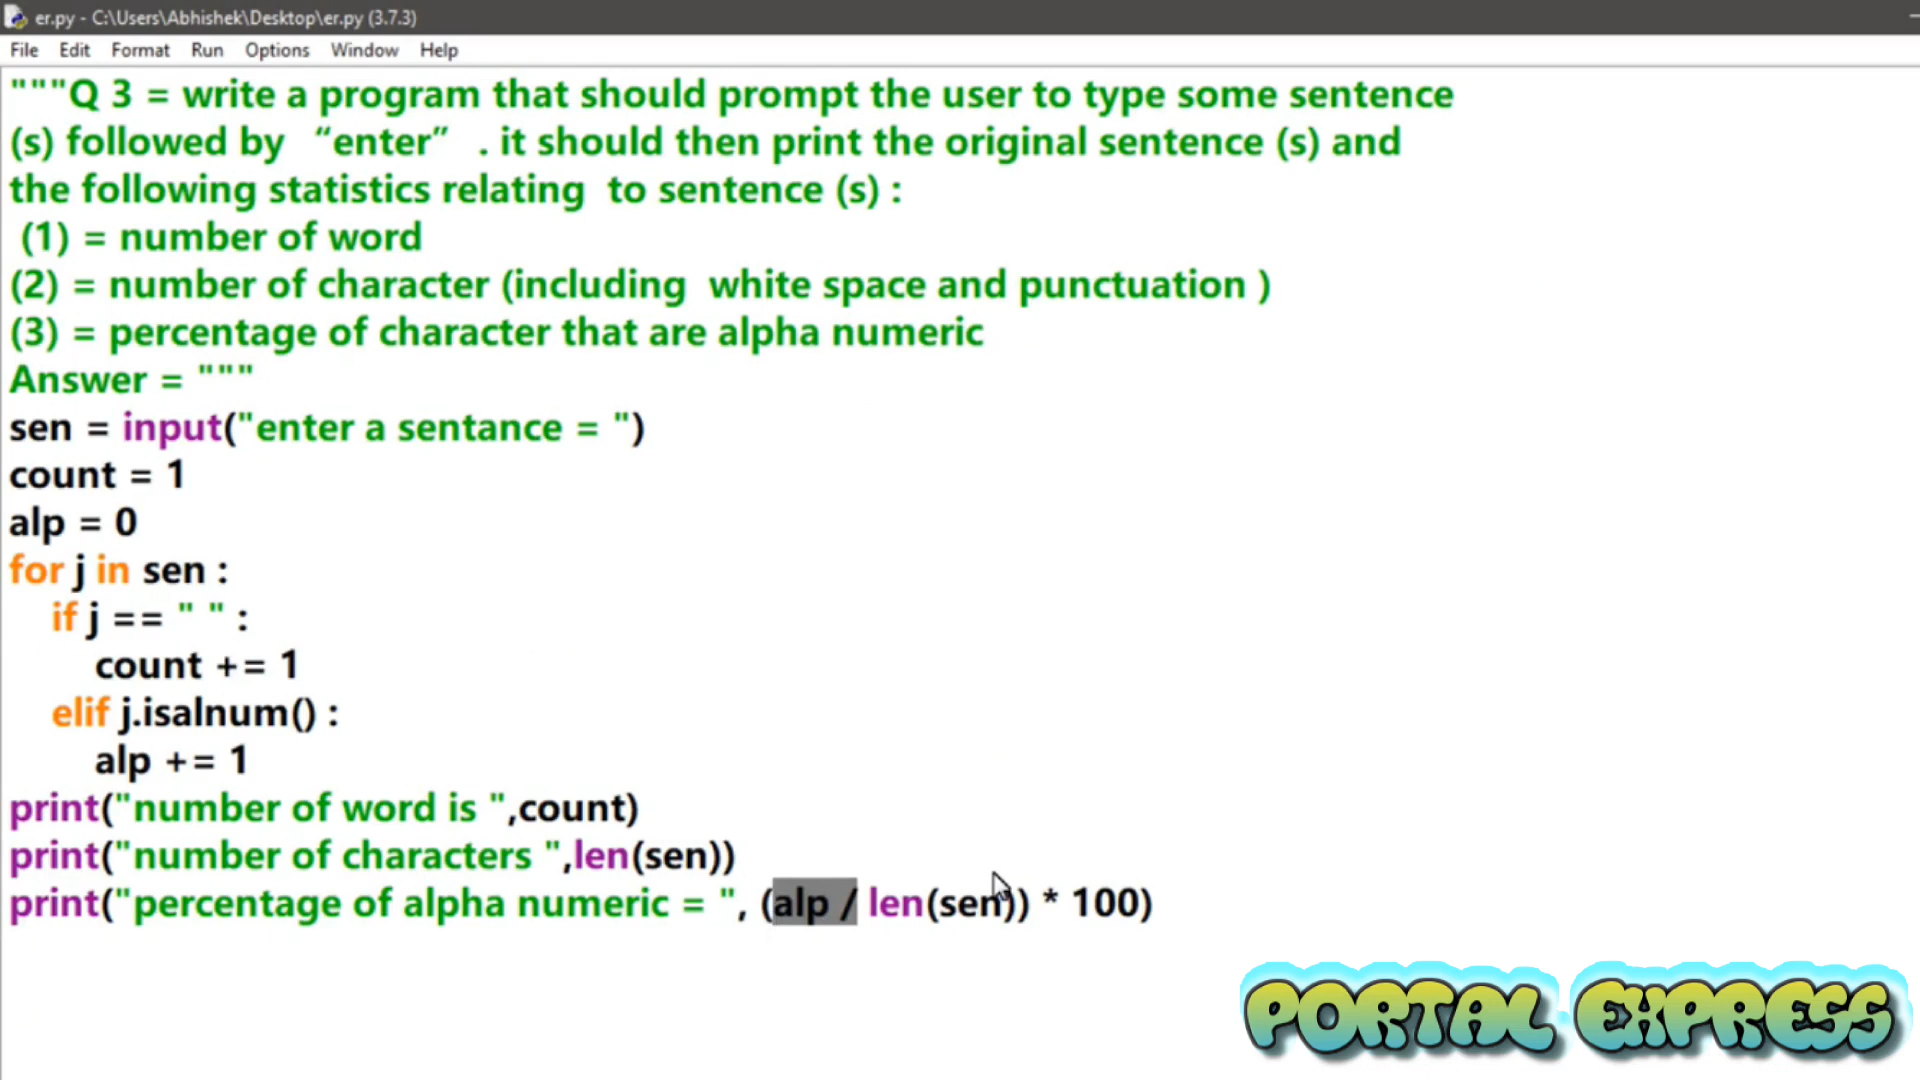 er.py - C:\Users\Abhishek\Desktop\er.py (3.7.3)
File Edit Format Run Options Window Help
"""Q 3 = write a program that should prompt the user to type some sentence
(s) followed by “enter” . it should then print the original sentence (s) and
the following statistics relating  to sentence (s) :
 (1) = number of word
(2) = number of character (including  white space and punctuation )
(3) = percentage of character that are alpha numeric
Answer = """
sen = input("enter a sentance = ")
count = 1
alp = 0
for j in sen :
    if j == " " :
        count += 1
    elif j.isalnum() :
        alp += 1
print("number of word is ",count)
print("number of characters ",len(sen))
print("percentage of alpha numeric = ", (alp / len(sen)) * 100)
PORTAL EXPRESS